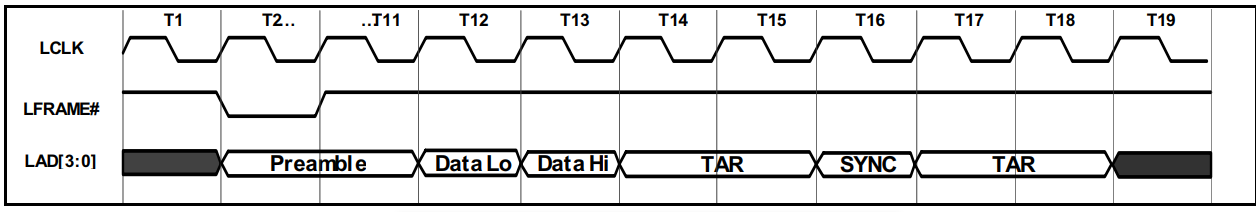 T1 T2.. ..T11 T12 T13 T14 T15 T16 T17 T18 T19
LCLK
LFRAME#
LAD[3:0] Preamble Data Lo Data Hi TAR SYNC TAR